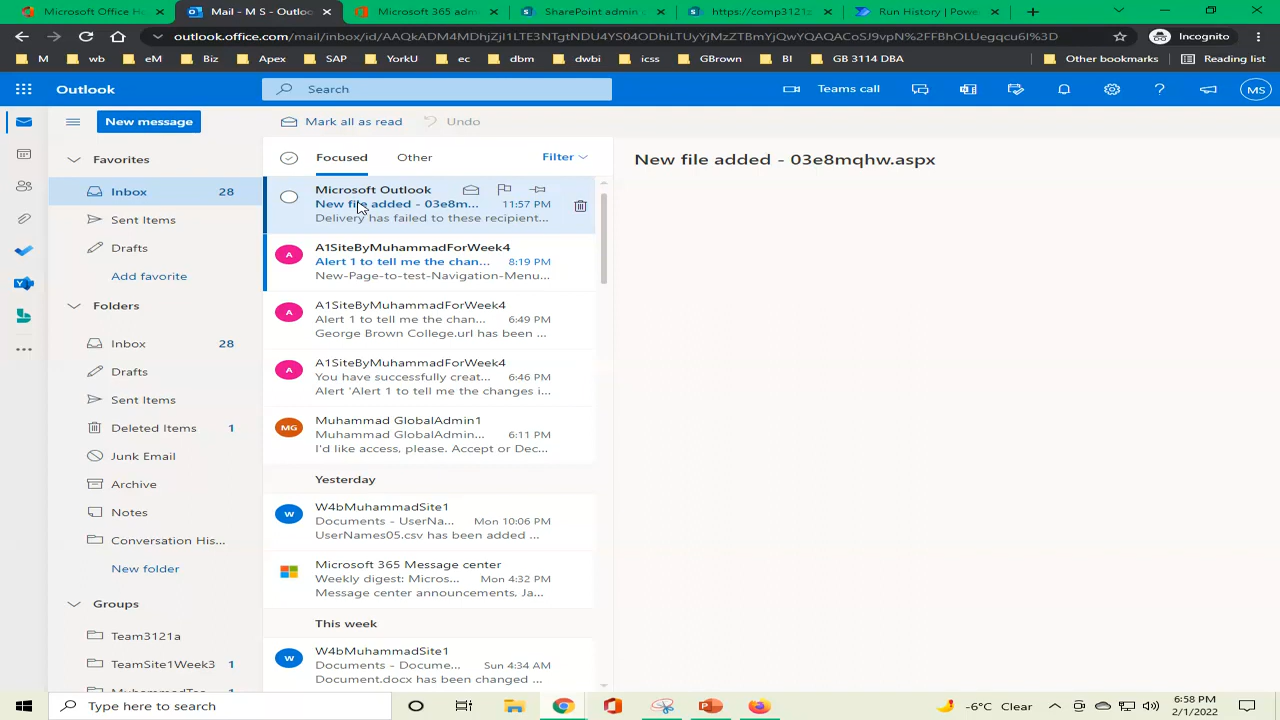 Microsoft Office H
Mail - M S - Outloo
Microsoft 365 adm
SharePoint admin c
https://comp3121z
Run History | Powe
outlook.office.com/mail/inbox/id/AAQkADM4MDhjZjI1LTE3NTgtNDU4YS04ODhiLTUyYjMzZTBmYjQwYQAQACoSJ9vpN%2FFBhOLUegqcu6I%3D
Incognito
M
wb
eM
Biz
Apex
SAP
YorkU
ec
dbm
dwbi
icss
GBrown
BI
GB 3114 DBA
Other bookmarks
Reading list
Outlook
Search
Teams call
MS
New message
Mark all as read
Undo
Favorites
Inbox 28
Sent Items
Drafts
Add favorite
Folders
Inbox 28
Drafts
Sent Items
Deleted Items 1
Junk Email
Archive
Notes
Conversation His...
New folder
Groups
Team3121a
TeamSite1Week3 1
Focused
Other
Filter
Microsoft Outlook
New file added - 03e8m... 11:57 PM
Delivery has failed to these recipient...
A
A1SiteByMuhammadForWeek4
Alert 1 to tell me the chan... 8:19 PM
New-Page-to-test-Navigation-Menu...
A
A1SiteByMuhammadForWeek4
Alert 1 to tell me the chan... 6:49 PM
George Brown College.url has been ...
A
A1SiteByMuhammadForWeek4
You have successfully creat... 6:46 PM
Alert 'Alert 1 to tell me the changes i...
MG
Muhammad GlobalAdmin1
Muhammad GlobalAdmin... 6:11 PM
I'd like access, please. Accept or Dec...
Yesterday
W
W4bMuhammadSite1
Documents - UserNa... Mon 10:06 PM
UserNames05.csv has been added ...
Microsoft 365 Message center
Weekly digest: Micros... Mon 4:32 PM
Message center announcements, Ja...
This week
W
W4bMuhammadSite1
Documents - Docume... Sun 4:34 AM
Document.docx has been changed ...
New file added - 03e8mqhw.aspx
Type here to search
-6°C Clear
6:58 PM
2/1/2022